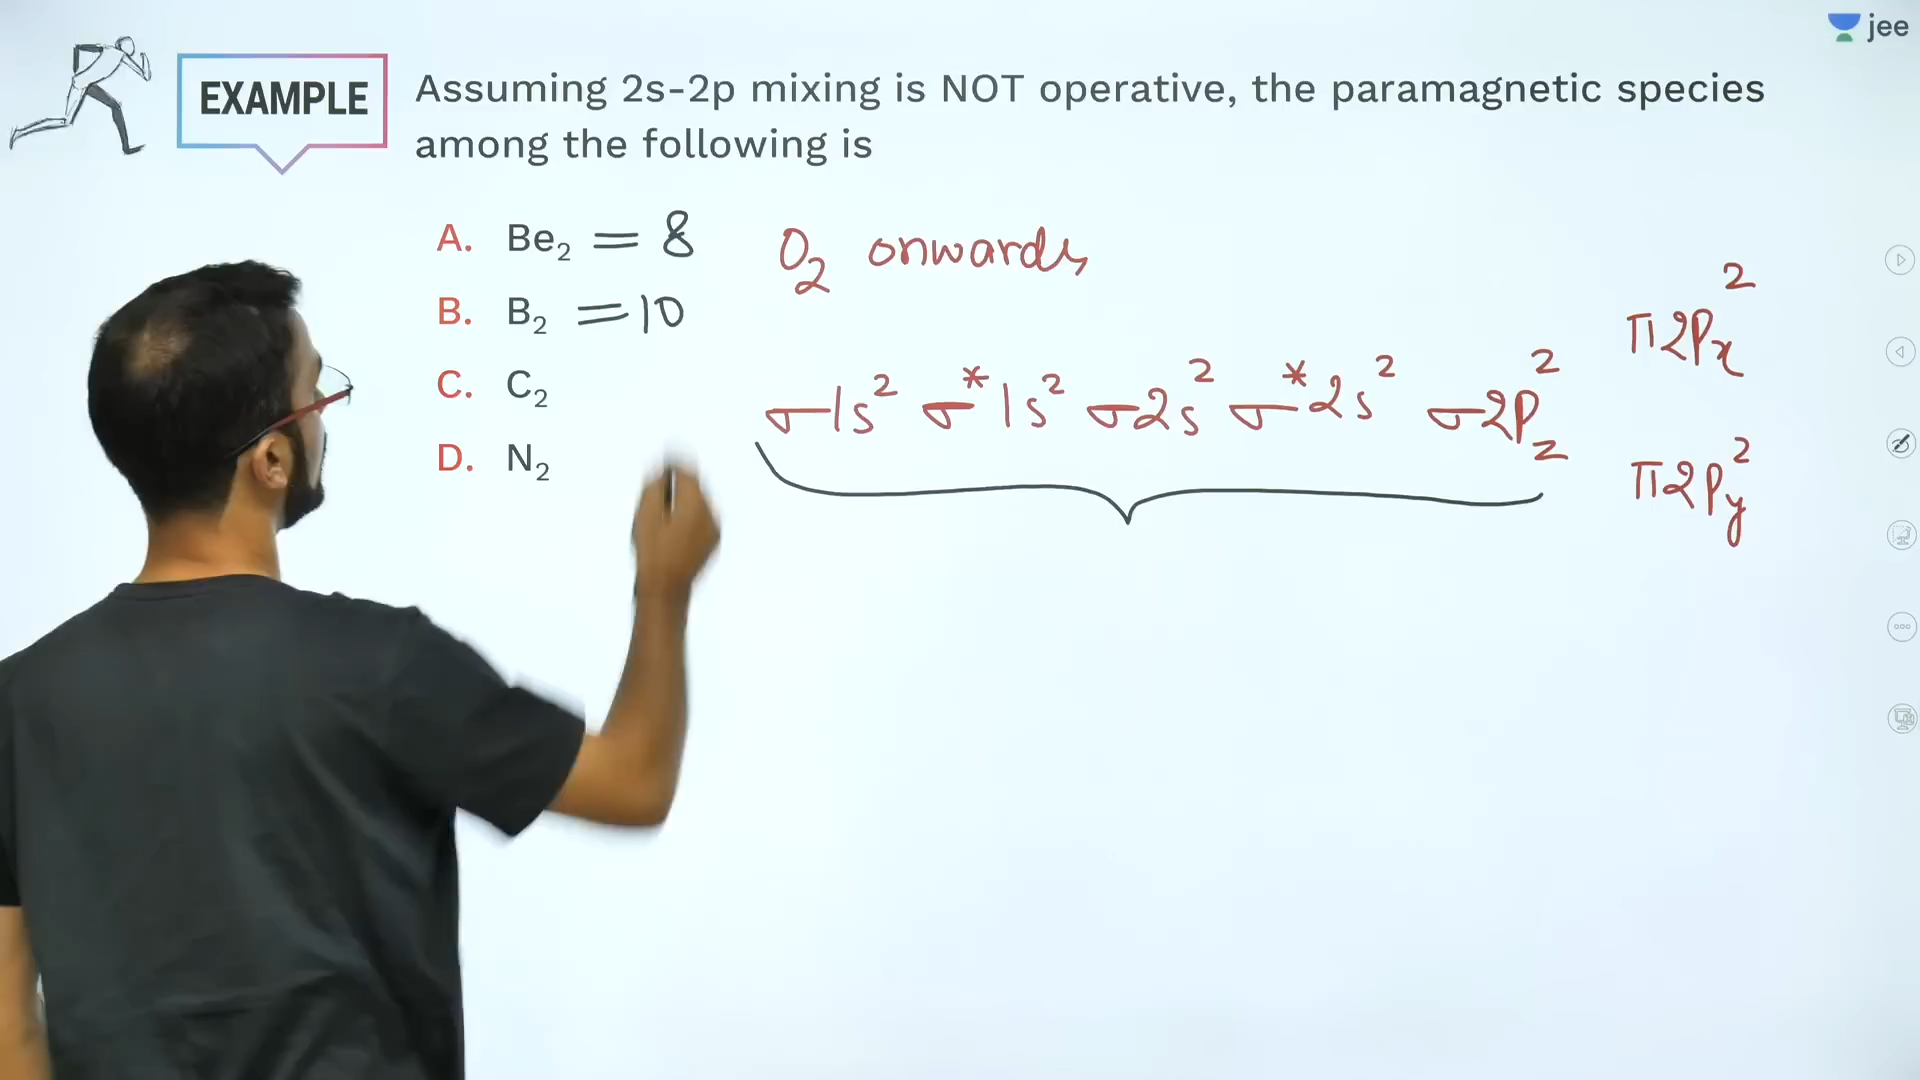 jee
EXAMPLE
Assuming 2s-2p mixing is NOT operative, the paramagnetic species
among the following is
A. Be₂ = 8
B. B₂ = 10
C. C₂
D. N₂
O₂ onwards
σ1s² σ*1s² σ2s² σ*2s² σ2Pz²
π2Px²
π2Py²